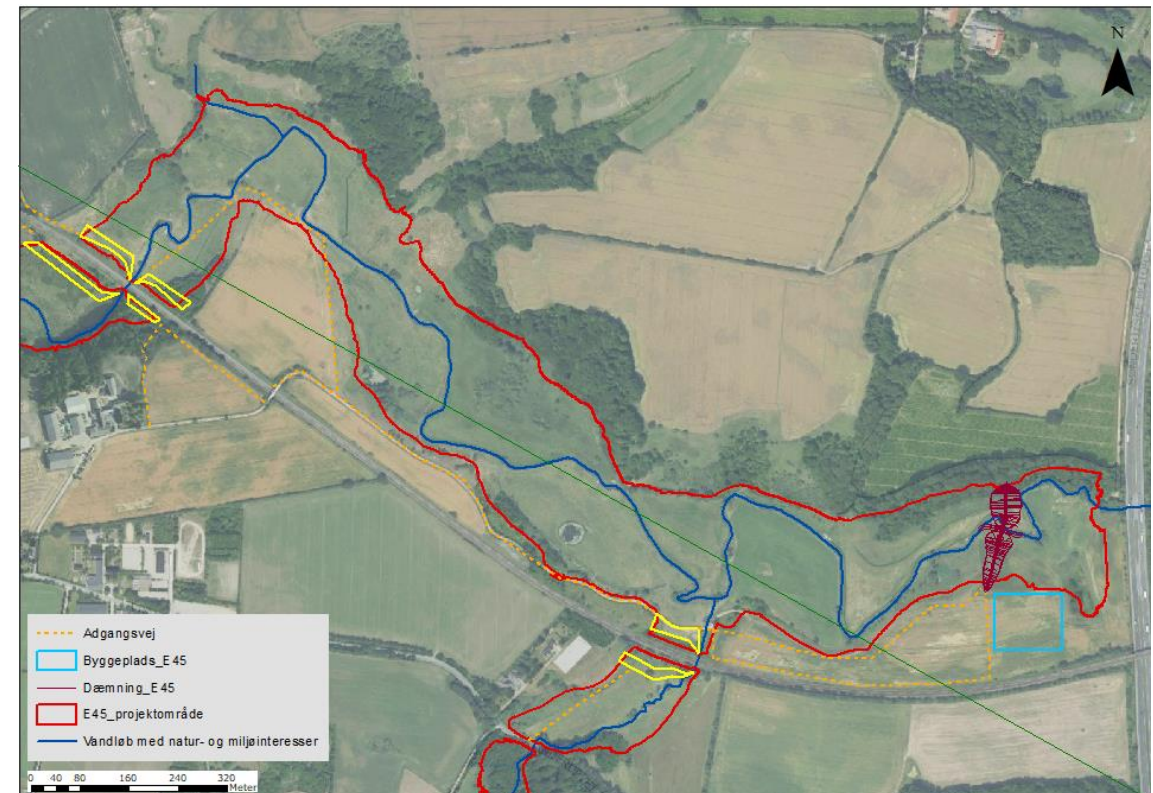 N
Adgangsvej
Byggeplads_E45
Dæmning_E45
E45_projektområde
Vandløb med natur- og miljøinteresser
0 40 80 160 240 320
Meter